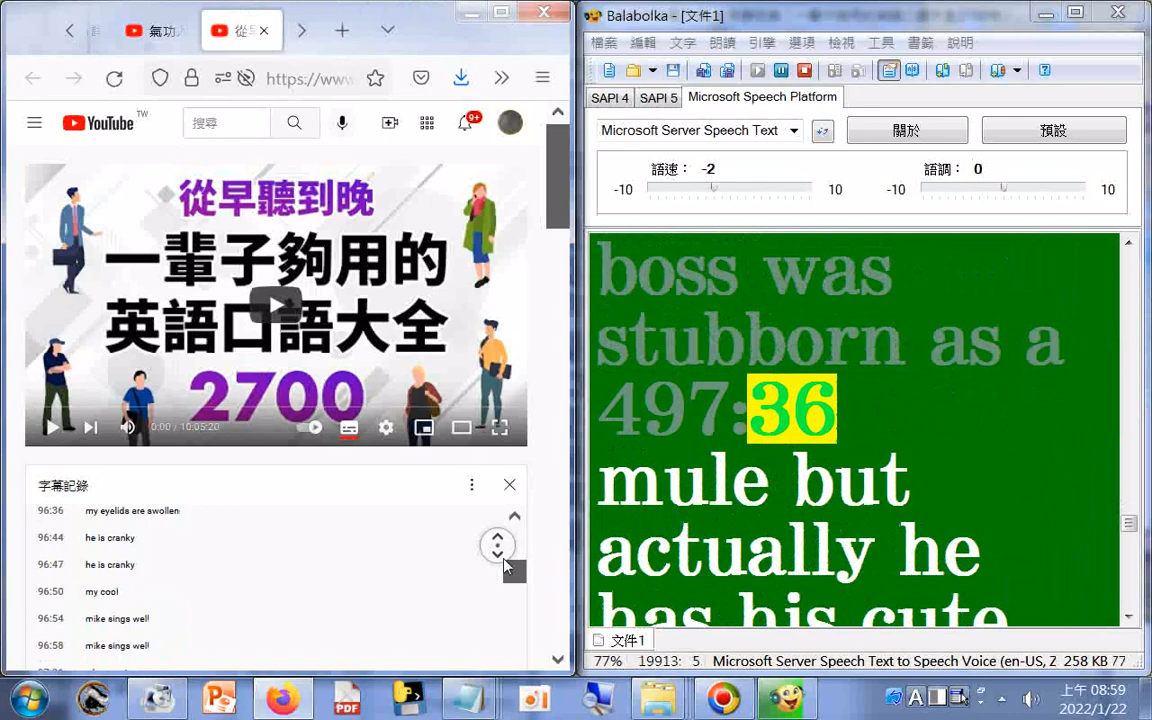 Balabolka - [文件1]
氣功
從
檔案 編輯 文字 朗讀 引擎 選項 檢視 工具 書籤 說明
https://www
SAPI 4 SAPI 5 Microsoft Speech Platform
YouTube TW
搜尋
9+
Microsoft Server Speech Text
關於
預設
語速： -2
-10 10
語調： 0
-10 10
從早聽到晚
一輩子夠用的
英語口語大全
2700
0:00 / 10:05:20
boss was
stubborn as a
497:36
mule but
actually he
has his cute
字幕記錄
96:36 my eyelids are swollen
96:44 he is cranky
96:47 he is cranky
96:50 my cool
96:54 mike sings well
96:58 mike sings well
文件1
77% 19913: 5 Microsoft Server Speech Text to Speech Voice (en-US, Z 258 KB 77
PDF
A
上午 08:59
2022/1/22